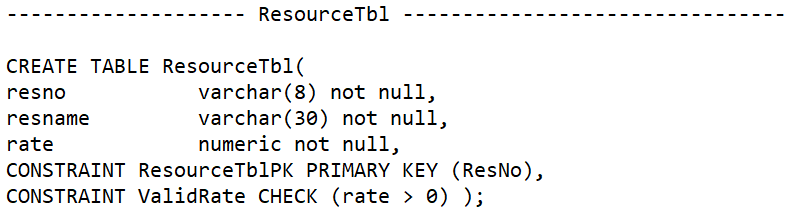 -------------------- ResourceTbl --------------------------------
CREATE TABLE ResourceTbl(
resno           varchar(8) not null,
resname         varchar(30) not null,
rate            numeric not null,
CONSTRAINT ResourceTblPK PRIMARY KEY (ResNo),
CONSTRAINT ValidRate CHECK (rate > 0) );